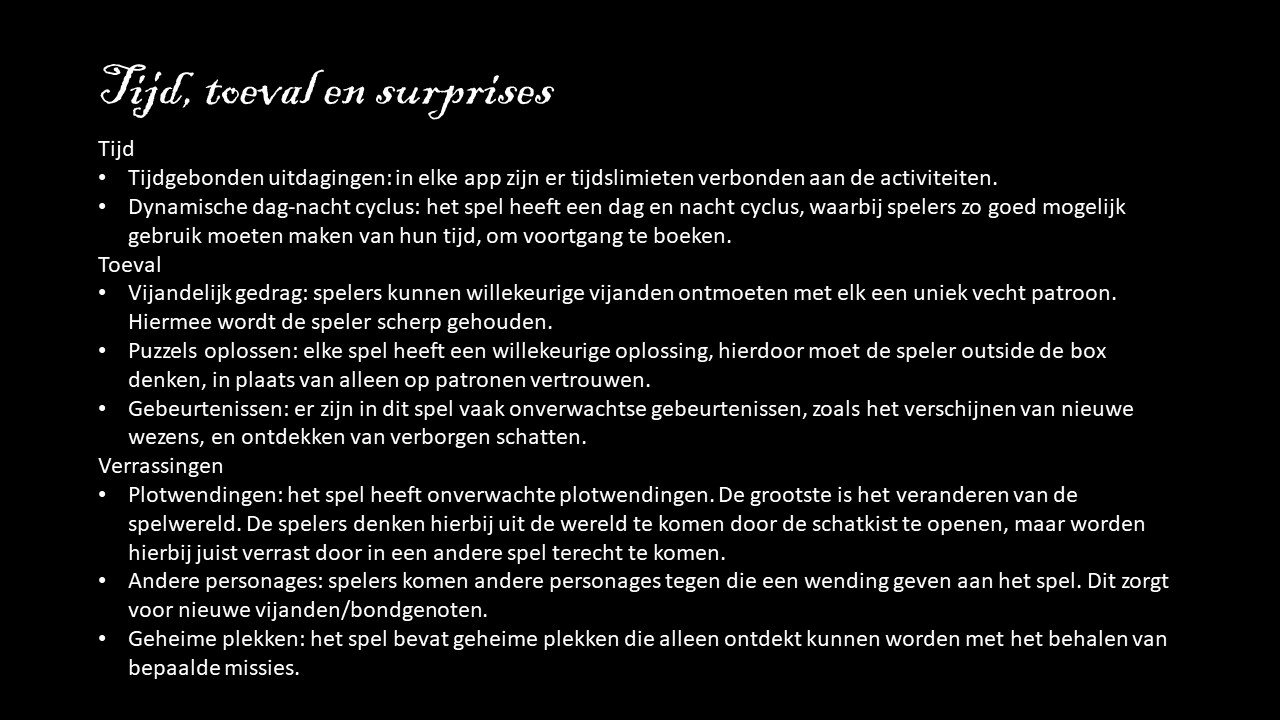 Tijd, toeval en surprises
Tijd
• Tijdgebonden uitdagingen: in elke app zijn er tijdslimieten verbonden aan de activiteiten.
• Dynamische dag-nacht cyclus: het spel heeft een dag en nacht cyclus, waarbij spelers zo goed mogelijk
gebruik moeten maken van hun tijd, om voortgang te boeken.
Toeval
• Vijandelijk gedrag: spelers kunnen willekeurige vijanden ontmoeten met elk een uniek vecht patroon.
Hiermee wordt de speler scherp gehouden.
• Puzzels oplossen: elke spel heeft een willekeurige oplossing, hierdoor moet de speler outside de box
denken, in plaats van alleen op patronen vertrouwen.
• Gebeurtenissen: er zijn in dit spel vaak onverwachtse gebeurtenissen, zoals het verschijnen van nieuwe
wezens, en ontdekken van verborgen schatten.
Verrassingen
• Plotwendingen: het spel heeft onverwachte plotwendingen. De grootste is het veranderen van de
spelwereld. De spelers denken hierbij uit de wereld te komen door de schatkist te openen, maar worden
hierbij juist verrast door in een andere spel terecht te komen.
• Andere personages: spelers komen andere personages tegen die een wending geven aan het spel. Dit zorgt
voor nieuwe vijanden/bondgenoten.
• Geheime plekken: het spel bevat geheime plekken die alleen ontdekt kunnen worden met het behalen van
bepaalde missies.